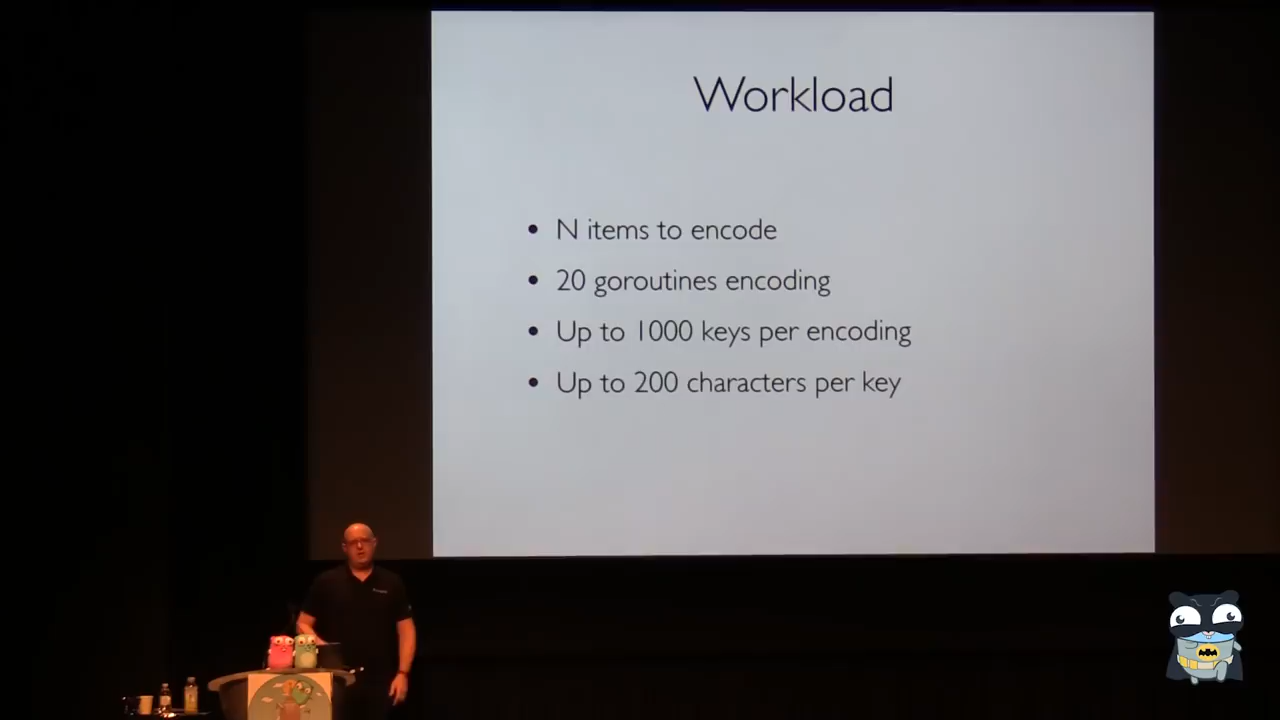 Workload
• N items to encode
• 20 goroutines encoding
• Up to 1000 keys per encoding
• Up to 200 characters per key